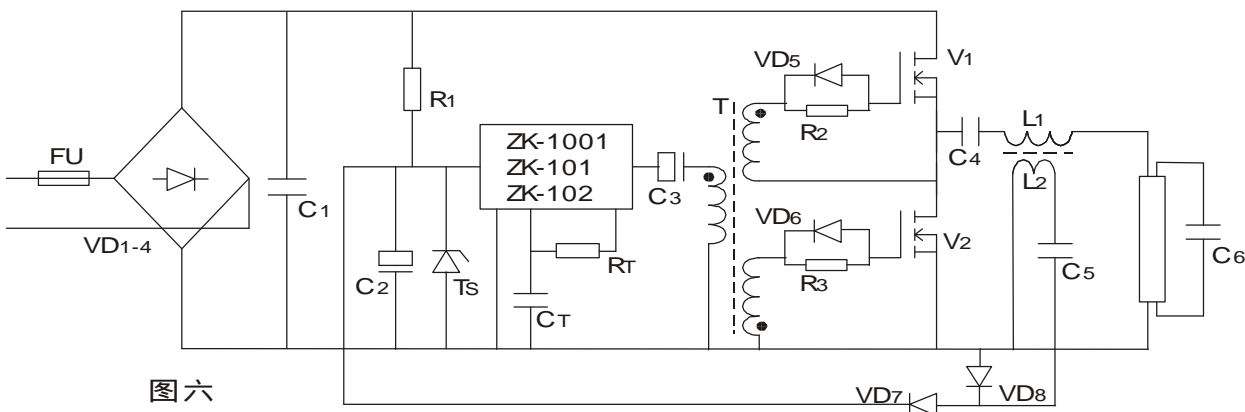 FU
VD1-4
C1
R1
C2
TS
ZK-1001
ZK-101
ZK-102
RT
CT
C3
T
VD5
R2
V1
VD6
R3
V2
C4
L1
L2
C5
C6
VD7
VD8
图六